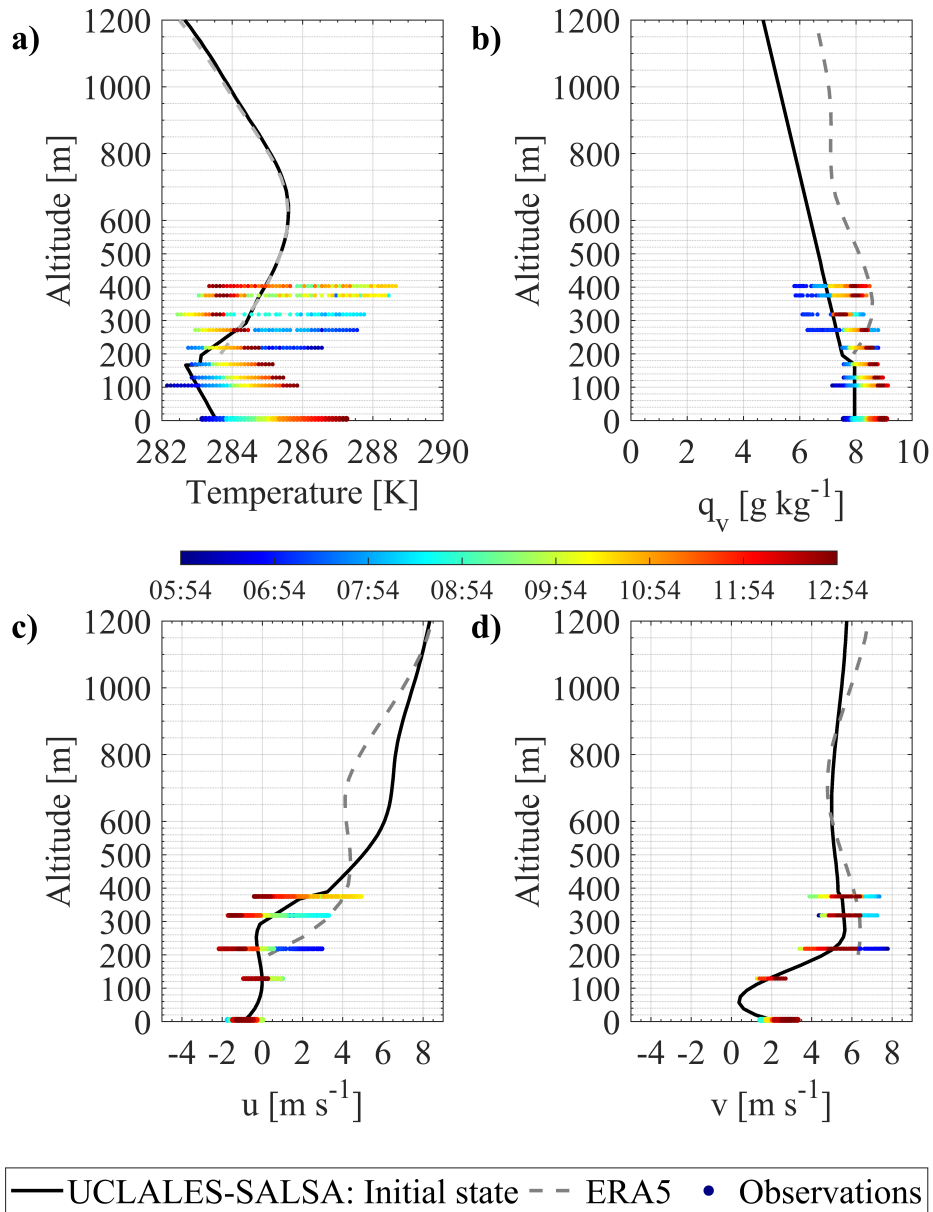 a)
1200
1000
800
600
500
400
300
200
100
0
Altitude [m]
282 284 286 288 290
Temperature [K]
b)
1200
1000
800
600
500
400
300
200
100
0
Altitude [m]
0 2 4 6 8 10
q_v [g kg^-1]
05:54 06:54 07:54 08:54 09:54 10:54 11:54 12:54
c)
1200
1000
800
600
500
400
300
200
100
0
Altitude [m]
-4 -2 0 2 4 6 8
u [m s^-1]
d)
1200
1000
800
600
500
400
300
200
100
0
Altitude [m]
-4 -2 0 2 4 6 8
v [m s^-1]
UCLALES-SALSA: Initial state ERA5 Observations